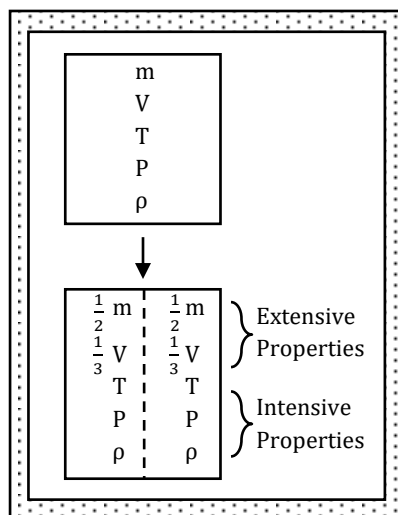 m
V
T
P
ρ
1/2 m 1/2 m
1/3 V 1/3 V
T T
P P
ρ ρ
Extensive
Properties
Intensive
Properties